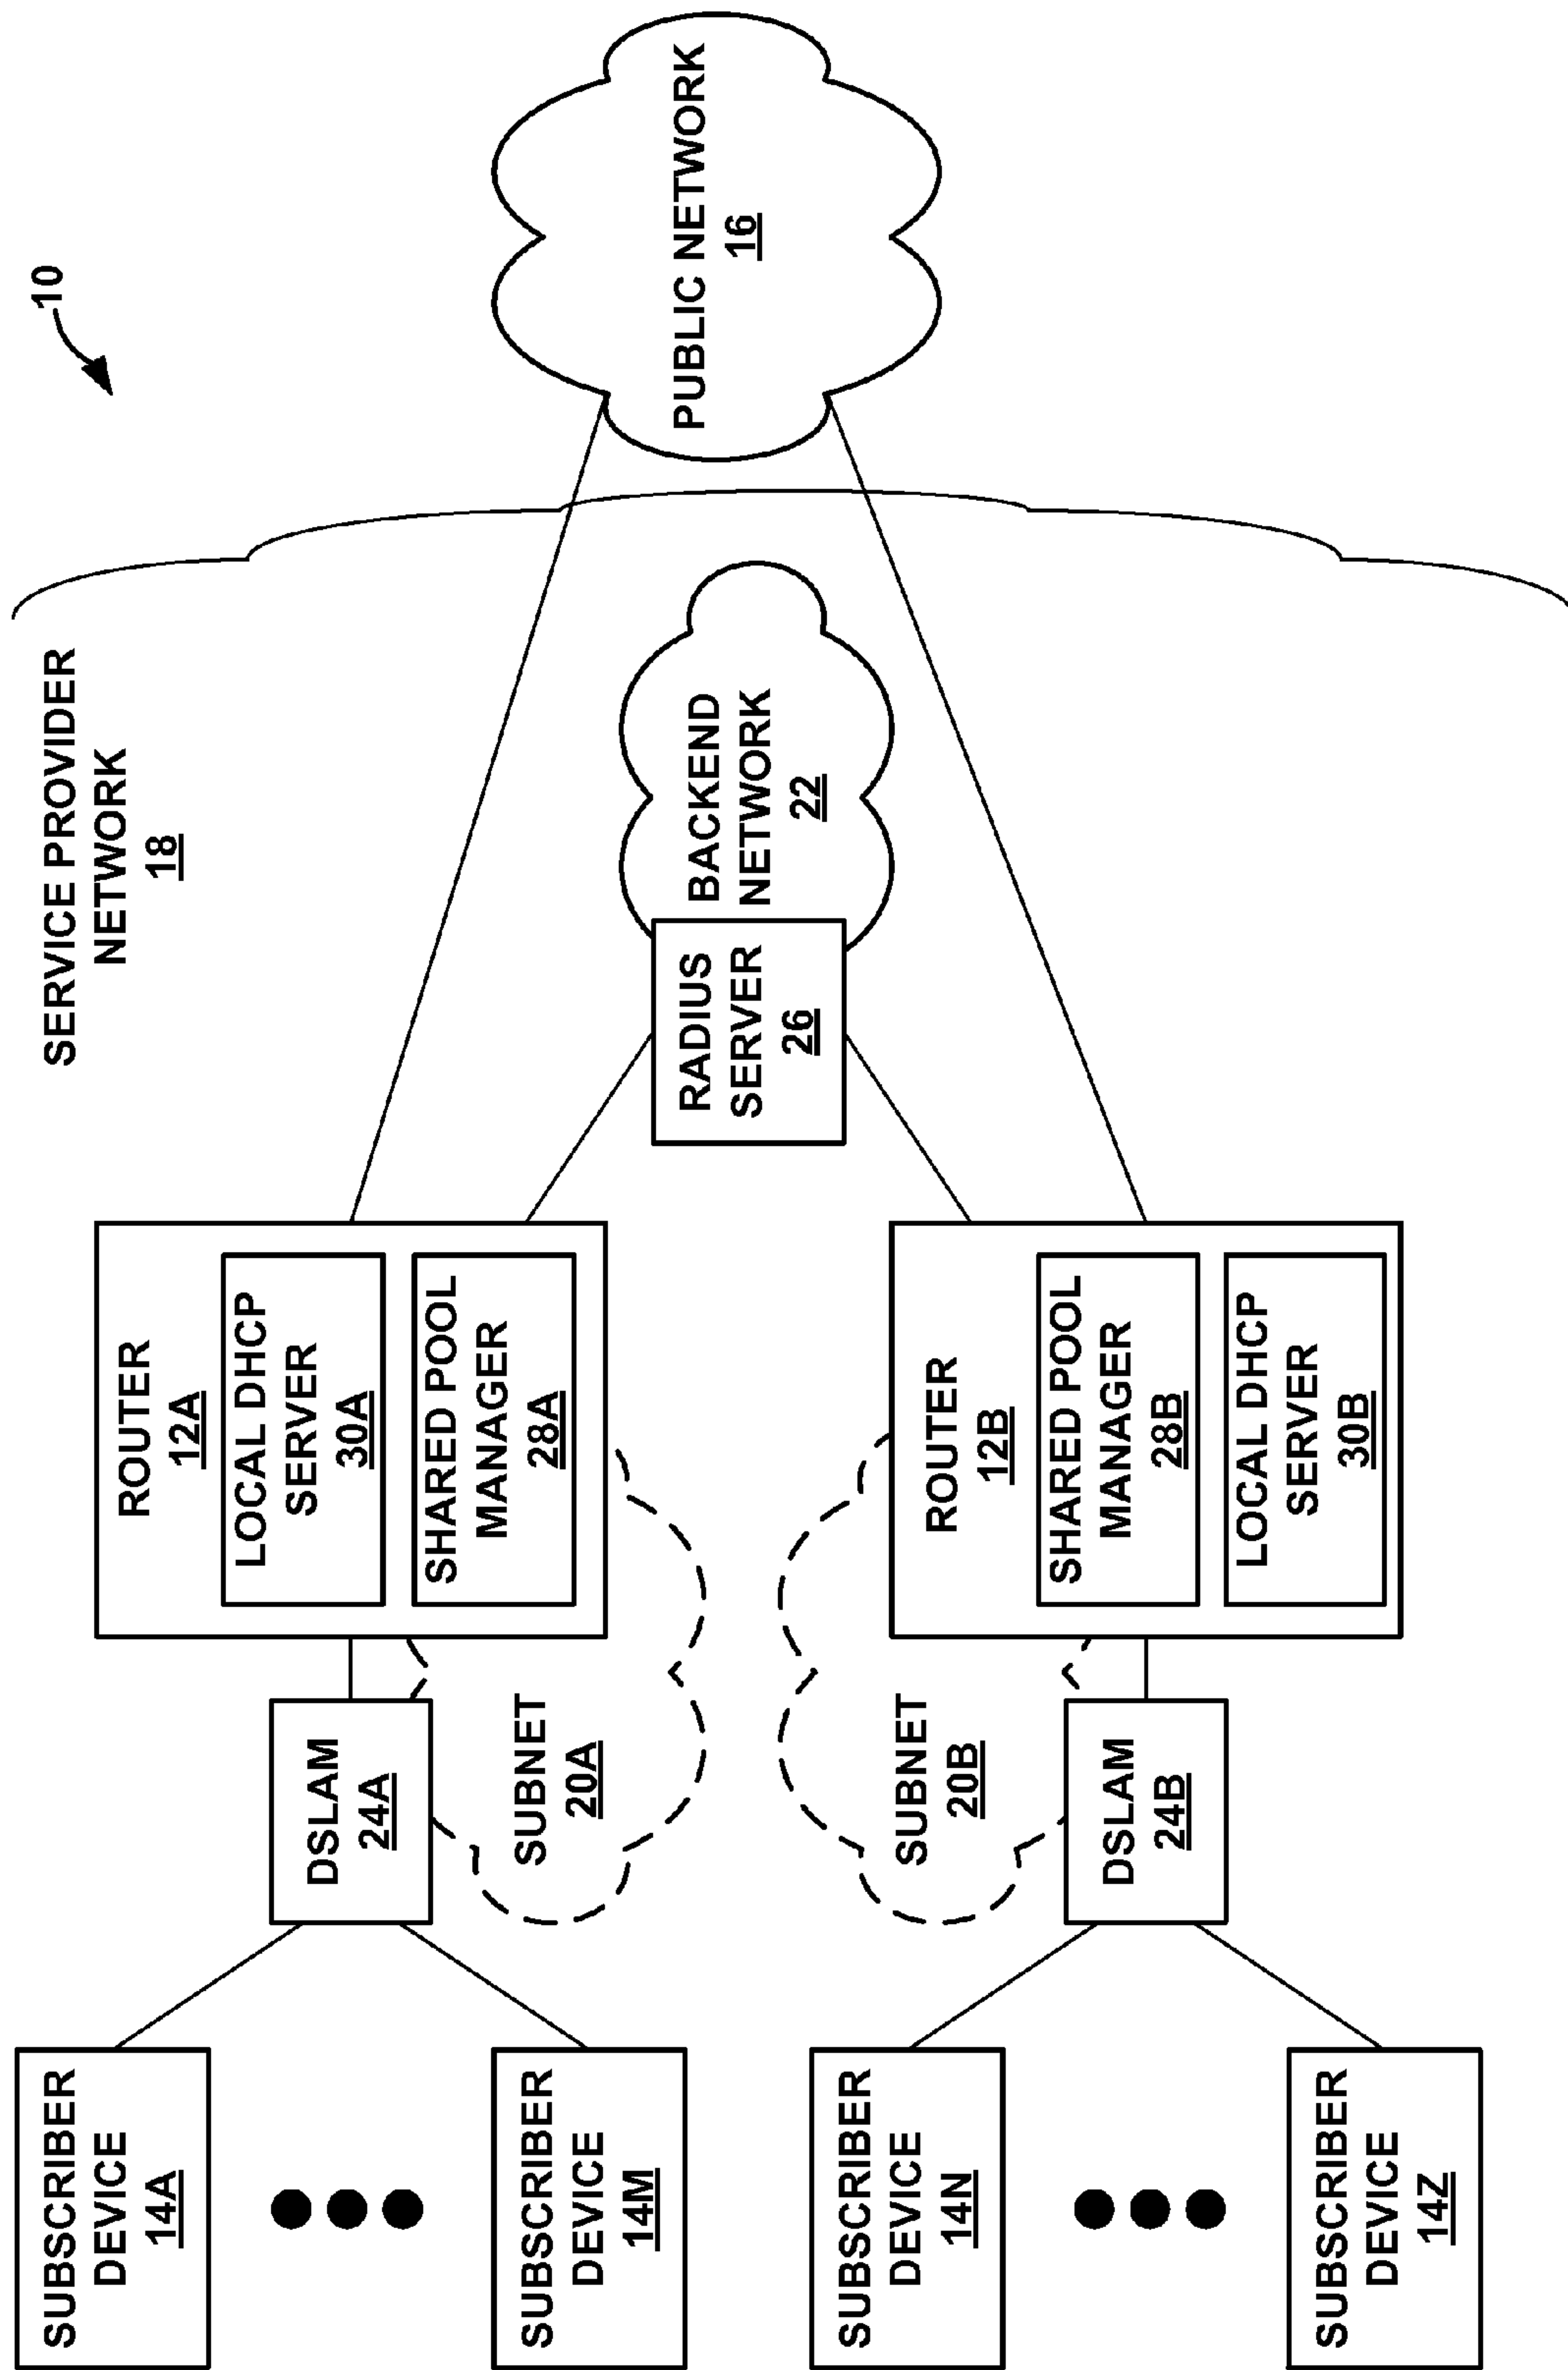 10
SERVICE PROVIDER
NETWORK
18
SUBSCRIBER
DEVICE
14A
SUBSCRIBER
DEVICE
14M
SUBSCRIBER
DEVICE
14N
SUBSCRIBER
DEVICE
14Z
DSLAM
24A
SUBNET
20A
SUBNET
20B
DSLAM
24B
ROUTER
12A
LOCAL DHCP
SERVER
30A
SHARED POOL
MANAGER
28A
ROUTER
12B
SHARED POOL
MANAGER
28B
LOCAL DHCP
SERVER
30B
RADIUS
SERVER
26
BACKEND
NETWORK
22
PUBLIC NETWORK
16